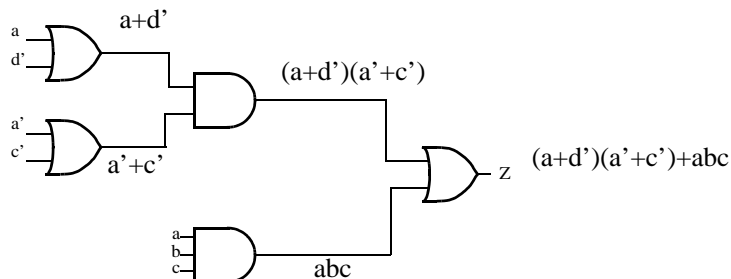 a+d’
a
d’
(a+d’)(a’+c’)
a’
c’
a’+c’
z (a+d’)(a’+c’)+abc
a
b
c
abc